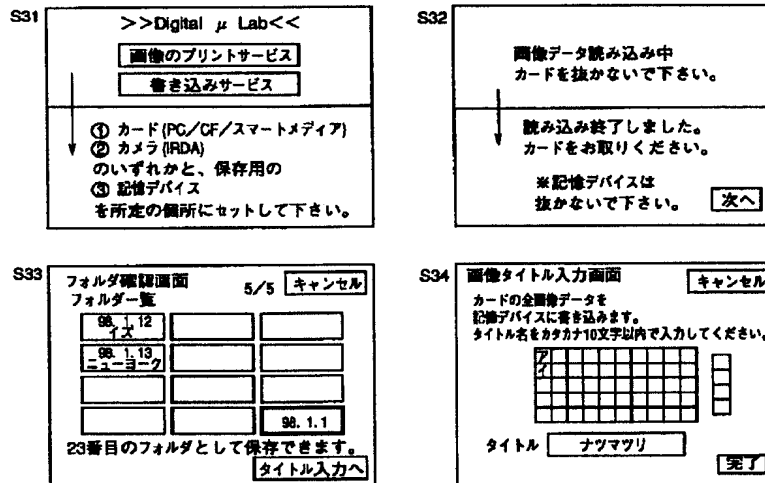 S31
>>Digital μ Lab<<
画像のプリントサービス
書き込みサービス
① カード(PC/CF/スマートメディア)
② カメラ(IRDA)
のいずれかと、保存用の
③ 記憶デバイス
を所定の個所にセットして下さい。
S32
画像データ読み込み中
カードを抜かないで下さい。
読み込み終了しました。
カードをお取りください。
※記憶デバイスは
抜かないで下さい。
次へ
S33
フォルダ確認画面
5/5
キャンセル
フォルダ一覧
98. 1. 12
イズ
98. 1. 13
ニューヨーク
98. 1. 1
23番目のフォルダとして保存できます。
タイトル入力へ
S34
画像タイトル入力画面
キャンセル
カードの全画像データを
記憶デバイスに書き込みます。
タイトル名をカタカナ10文字以内で入力してください。
ア
イ
タイトル
ナツマツリ
完了